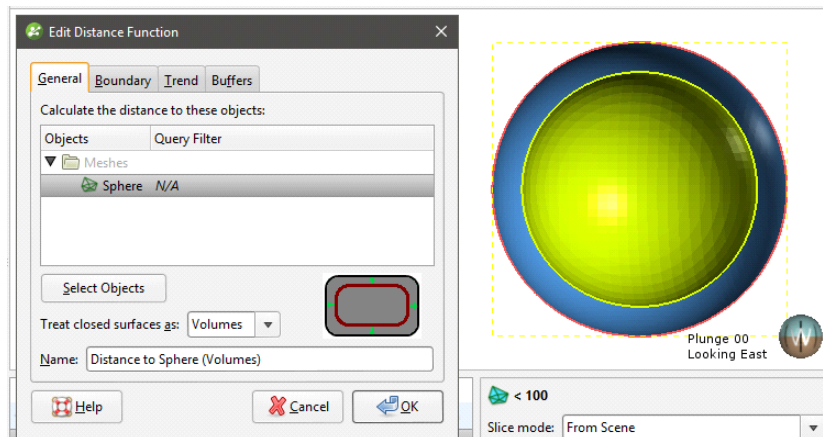 Edit Distance Function
General Boundary Trend Buffers
Calculate the distance to these objects:
Objects Query Filter
Meshes
Sphere N/A
Select Objects
Treat closed surfaces as: Volumes
Name: Distance to Sphere (Volumes)
Help Cancel OK
Plunge 00
Looking East
< 100
Slice mode: From Scene